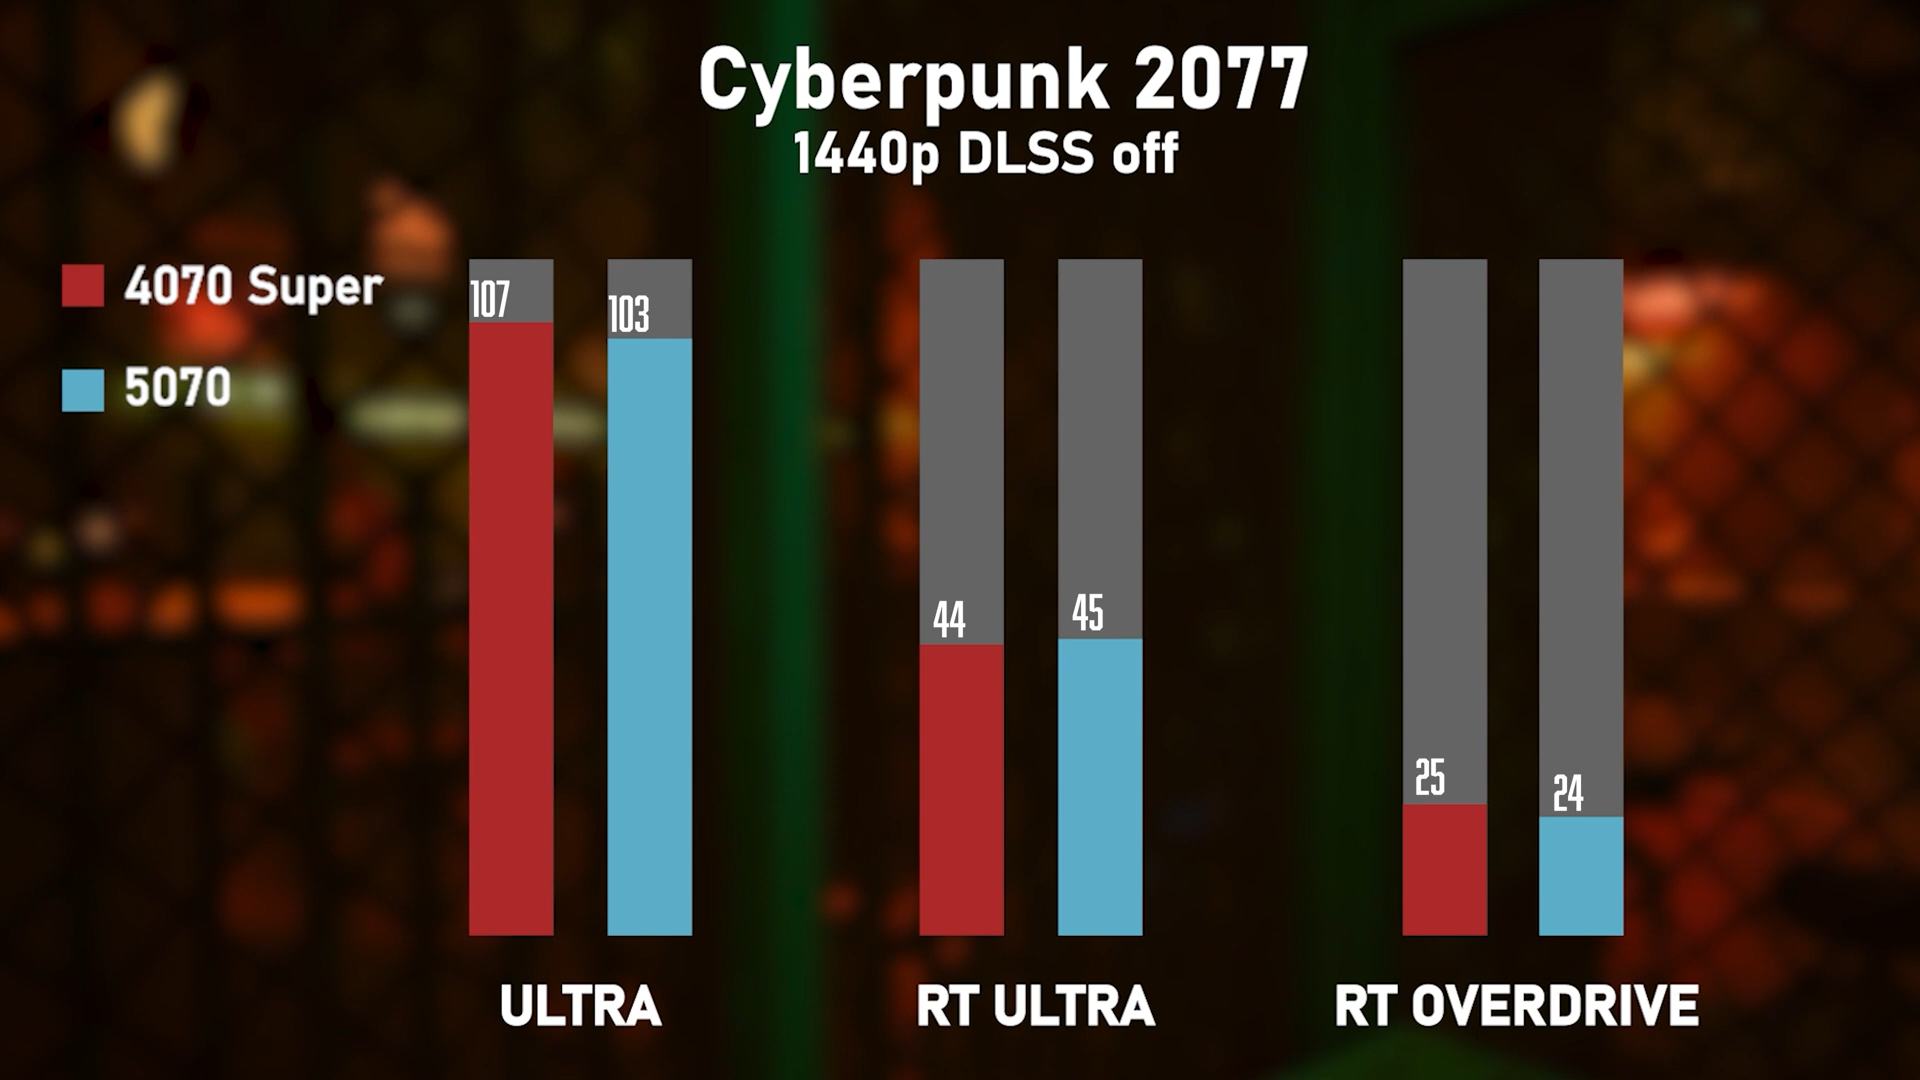 Cyberpunk 2077
1440p DLSS off
4070 Super
5070
107
103
44
45
25
24
ULTRA
RT ULTRA
RT OVERDRIVE